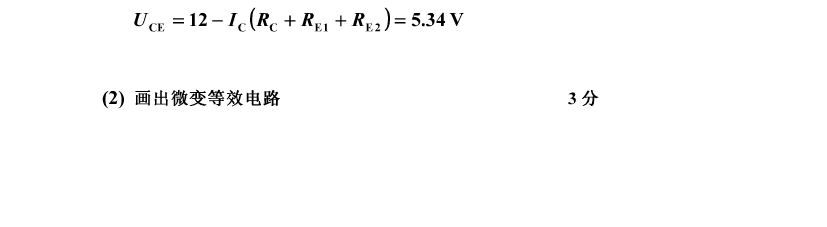 U_CE = 12 − I_C(R_C + R_E1 + R_E2) = 5.34 V
(2) 画出微变等效电路 3 分